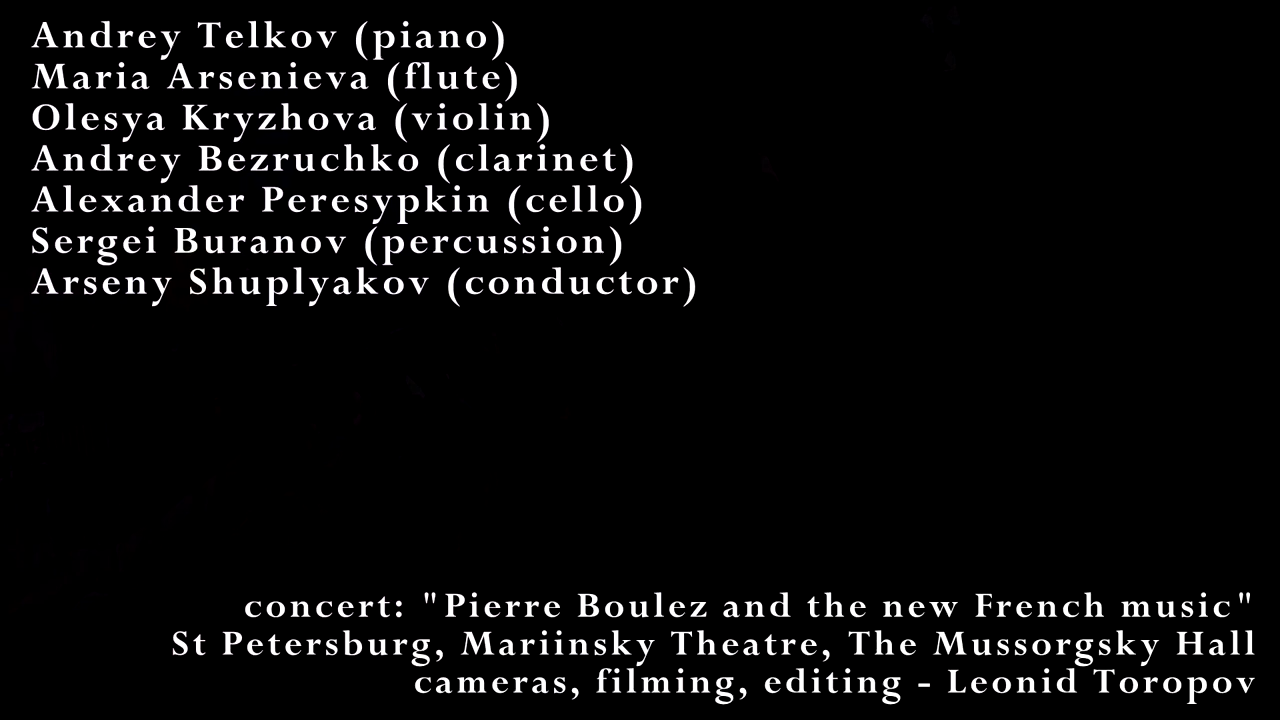 Andrey Telkov (piano)
Maria Arsenieva (flute)
Olesya Kryzhova (violin)
Andrey Bezruchko (clarinet)
Alexander Peresypkin (cello)
Sergei Buranov (percussion)
Arseny Shuplyakov (conductor)
concert: "Pierre Boulez and the new French music"
St Petersburg, Mariinsky Theatre, The Mussorgsky Hall
cameras, filming, editing - Leonid Toropov